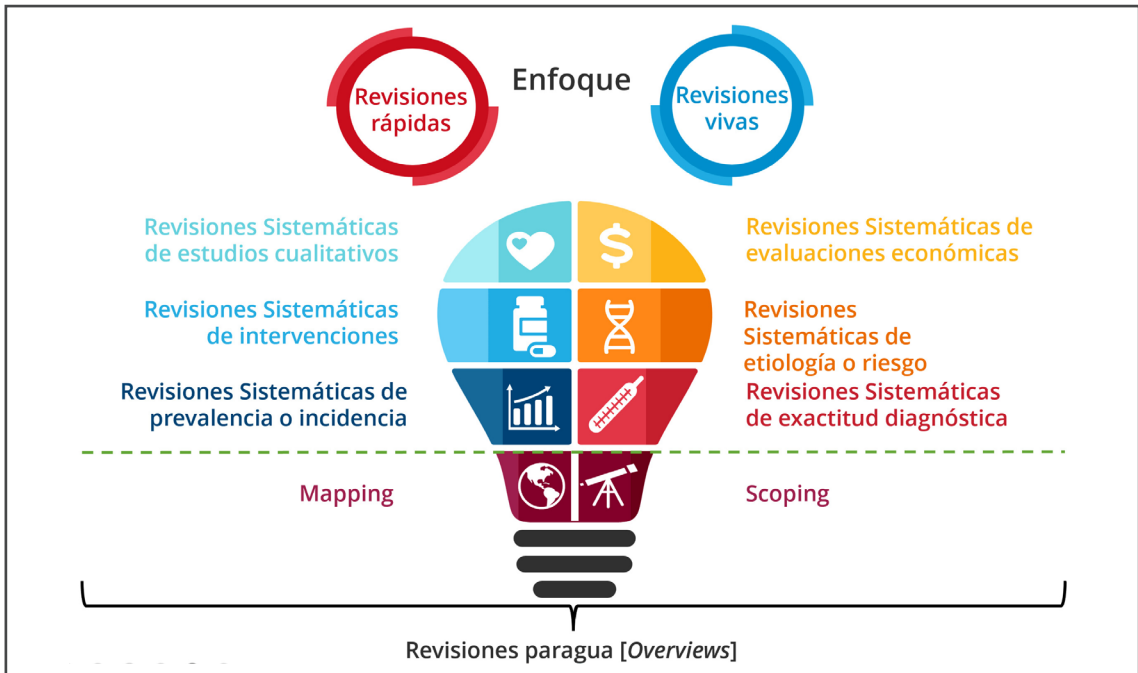 Enfoque
Revisiones
rápidas
Revisiones
vivas
Revisiones Sistemáticas
de estudios cualitativos
Revisiones Sistemáticas de
evaluaciones económicas
$
Revisiones Sistemáticas
de intervenciones
Revisiones
Sistemáticas de
etiología o riesgo
Revisiones Sistemáticas de
prevalencia o incidencia
Revisiones Sistemáticas
de exactitud diagnóstica
Mapping
Scoping
Revisiones paragua [Overviews]